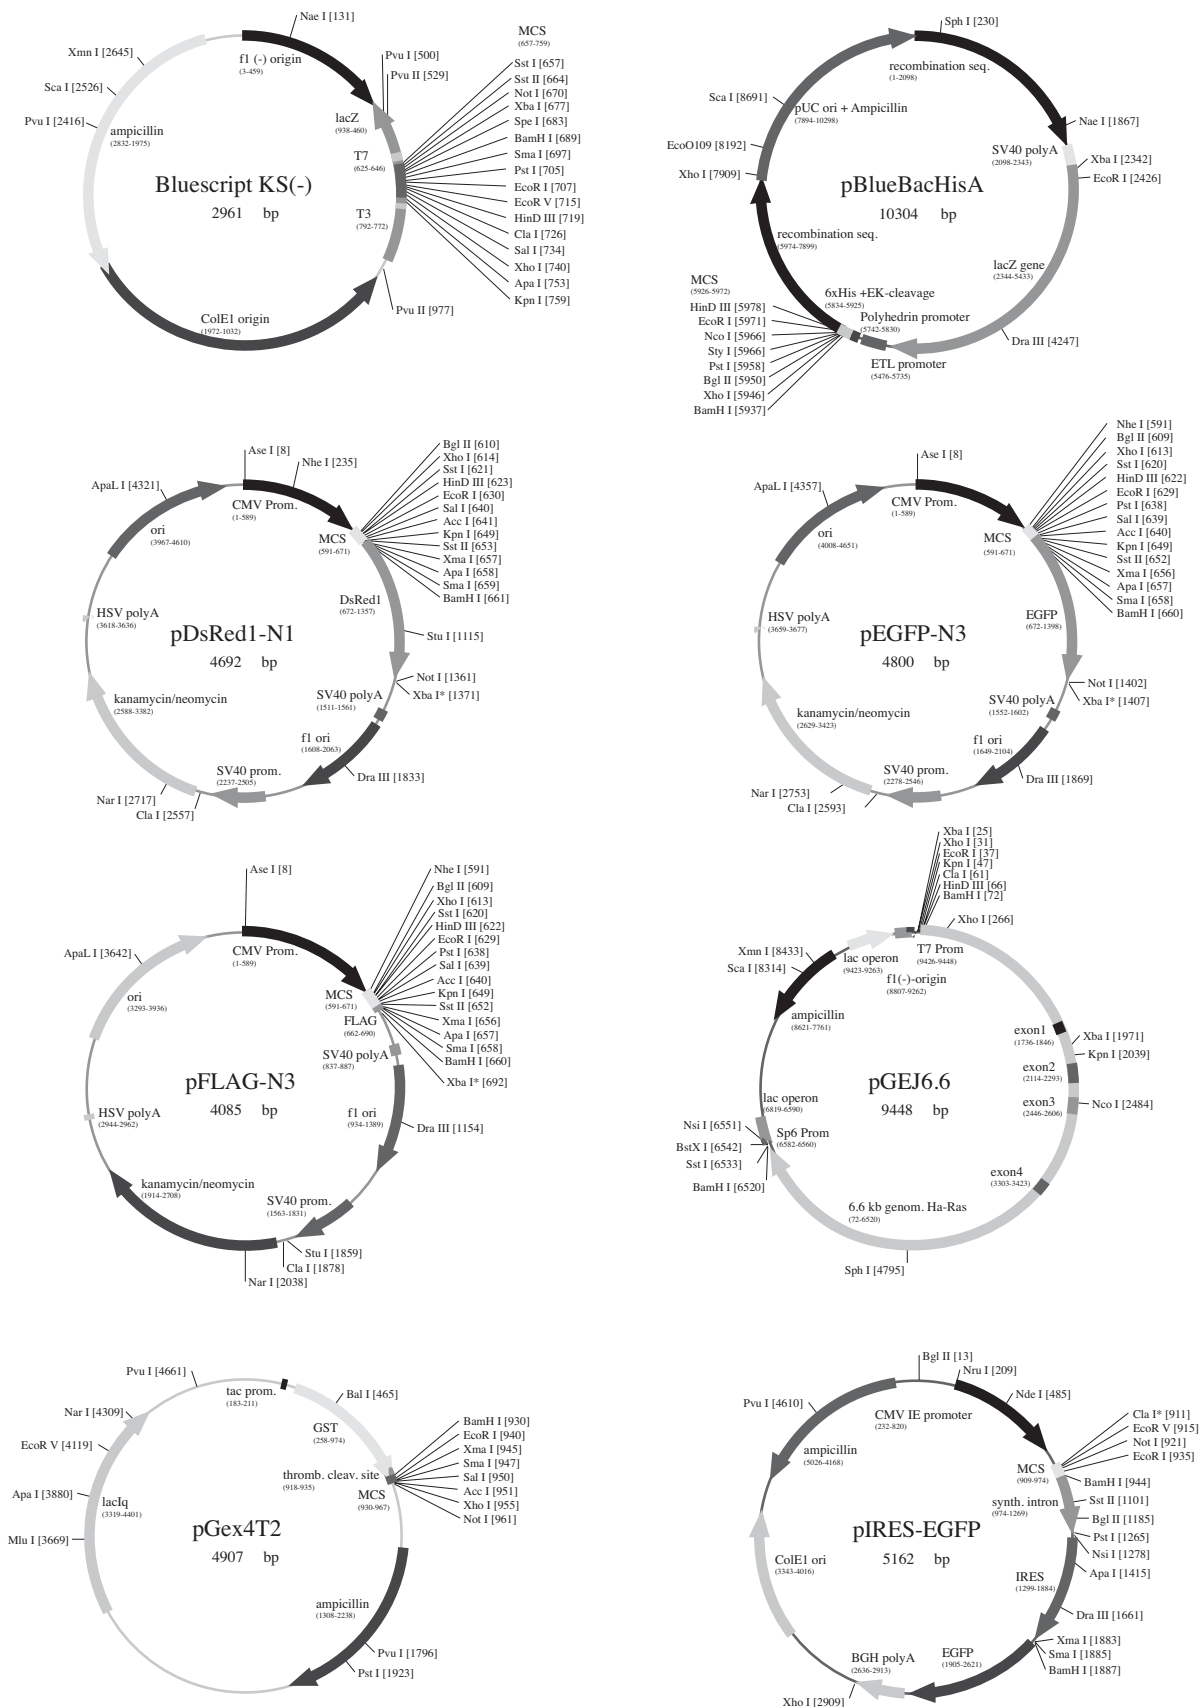 Bluescript KS(-)
2961 bp
Nae I [131]
f1 (-) origin
(3-459)
Xmn I [2645]
Sca I [2526]
Pvu I [2416]
ampicillin
(2832-1975)
Pvu I [500]
Pvu II [529]
lacZ
(938-460)
T7
(625-646)
T3
(792-772)
MCS
(657-759)
Sst I [657]
Sst II [664]
Not I [670]
Xba I [677]
Spe I [683]
BamH I [689]
Sma I [697]
Pst I [705]
EcoR I [707]
EcoR V [715]
HinD III [719]
Cla I [726]
Sal I [734]
Xho I [740]
Apa I [753]
Kpn I [759]
Pvu II [977]
ColE1 origin
(1972-1032)
pBlueBacHisA
10304 bp
Sph I [230]
recombination seq.
(1-2098)
Sca I [8691]
pUC ori + Ampicillin
(7894-10298)
EcoO109 [8192]
Xho I [7909]
Nae I [1867]
SV40 polyA
(2098-2343)
Xba I [2342]
EcoR I [2426]
recombination seq.
(5974-7899)
lacZ gene
(2344-5433)
MCS
(5926-5972)
6xHis +EK-cleavage
(5834-5925)
HinD III [5978]
EcoR I [5971]
Nco I [5966]
Sty I [5966]
Pst I [5958]
Bgl II [5950]
Xho I [5946]
BamH I [5937]
Polyhedrin promoter
(5742-5830)
ETL promoter
(5476-5735)
Dra III [4247]
pDsRed1-N1
4692 bp
Ase I [8]
Nhe I [235]
ApaL I [4321]
CMV Prom.
(1-589)
ori
(3967-4610)
MCS
(591-671)
Bgl II [610]
Xho I [614]
Sst I [621]
HinD III [623]
EcoR I [630]
Sal I [640]
Acc I [641]
Kpn I [649]
Sst II [653]
Xma I [657]
Apa I [658]
Sma I [659]
BamH I [661]
HSV polyA
(3618-3636)
DsRed1
(672-1357)
Stu I [1115]
Not I [1361]
Xba I* [1371]
SV40 polyA
(1511-1561)
kanamycin/neomycin
(2588-3382)
f1 ori
(1608-2063)
SV40 prom.
(2237-2505)
Dra III [1833]
Nar I [2717]
Cla I [2557]
pEGFP-N3
4800 bp
Ase I [8]
ApaL I [4357]
CMV Prom.
(1-589)
ori
(4008-4651)
MCS
(591-671)
Nhe I [591]
Bgl II [609]
Xho I [613]
Sst I [620]
HinD III [622]
EcoR I [629]
Pst I [638]
Sal I [639]
Acc I [640]
Kpn I [649]
Sst II [652]
Xma I [656]
Apa I [657]
Sma I [658]
BamH I [660]
HSV polyA
(3659-3677)
EGFP
(672-1398)
Not I [1402]
Xba I* [1407]
SV40 polyA
(1552-1602)
kanamycin/neomycin
(2629-3423)
f1 ori
(1649-2104)
SV40 prom.
(2278-2546)
Dra III [1869]
Nar I [2753]
Cla I [2593]
pFLAG-N3
4085 bp
Ase I [8]
ApaL I [3642]
CMV Prom.
(1-589)
ori
(3293-3936)
MCS
(591-671)
FLAG
(662-690)
SV40 polyA
(837-887)
Nhe I [591]
Bgl II [609]
Xho I [613]
Sst I [620]
HinD III [622]
EcoR I [629]
Pst I [638]
Sal I [639]
Acc I [640]
Kpn I [649]
Sst II [652]
Xma I [656]
Apa I [657]
Sma I [658]
BamH I [660]
Xba I* [692]
HSV polyA
(2944-2962)
f1 ori
(934-1389)
Dra III [1154]
kanamycin/neomycin
(1914-2708)
SV40 prom.
(1563-1831)
Stu I [1859]
Cla I [1878]
Nar I [2038]
pGEJ6.6
9448 bp
Xba I [25]
Xho I [31]
EcoR I [37]
Kpn I [47]
Cla I [61]
HinD III [66]
BamH I [72]
Xho I [266]
Xmn I [8433]
Sca I [8314]
lac operon
(9423-9263)
T7 Prom
(9426-9448)
f1(-)-origin
(8807-9262)
ampicillin
(8621-7761)
exon1
(1736-1846)
Xba I [1971]
Kpn I [2039]
exon2
(2114-2293)
exon3
(2446-2606)
Nco I [2484]
lac operon
(6819-6590)
Nsi I [6551]
BstX I [6542]
Sst I [6533]
BamH I [6520]
Sp6 Prom
(6582-6560)
exon4
(3303-3423)
6.6 kb genom. Ha-Ras
(72-6520)
Sph I [4795]
pGex4T2
4907 bp
Pvu I [4661]
tac prom.
(183-211)
Bal I [465]
Nar I [4309]
GST
(258-974)
EcoR V [4119]
thromb. cleav. site
(918-935)
MCS
(930-967)
BamH I [930]
EcoR I [940]
Xma I [945]
Sma I [947]
Sal I [950]
Acc I [951]
Xho I [955]
Not I [961]
Apa I [3880]
lacIq
(3319-4401)
Mlu I [3669]
ampicillin
(1308-2238)
Pvu I [1796]
Pst I [1923]
pIRES-EGFP
5162 bp
Bgl II [13]
Nru I [209]
Nde I [485]
Pvu I [4610]
CMV IE promoter
(232-820)
ampicillin
(5026-4168)
Cla I* [911]
EcoR V [915]
Not I [921]
EcoR I [935]
MCS
(909-974)
BamH I [944]
synth. intron
(974-1269)
Sst II [1101]
Bgl II [1185]
Pst I [1265]
Nsi I [1278]
Apa I [1415]
ColE1 ori
(3343-4016)
IRES
(1299-1884)
Dra III [1661]
Xma I [1883]
Sma I [1885]
BamH I [1887]
EGFP
(1905-2621)
BGH polyA
(2636-2913)
Xho I [2909]